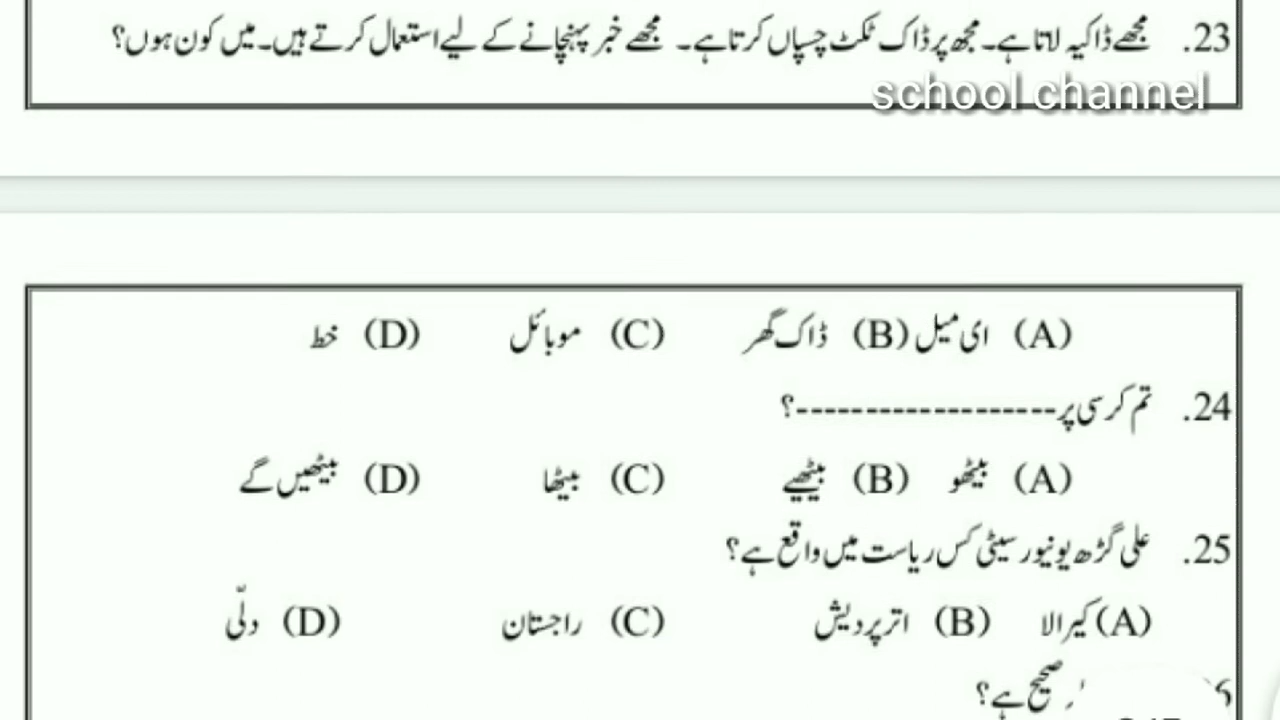 23. مجھے ڈاکیہ لاتا ہے۔ مجھ پر ڈاک ٹکٹ چسپاں کرتا ہے۔ مجھے خبر پہنچانے کے لیے استعمال کرتے ہیں۔ میں کون ہوں؟
school channel
(A) ای میل (B) ڈاک گھر (C) موبائل (D) خط
24. تم کرسی پر-------------------؟
(A) بیٹھو (B) بیٹھیے (C) بیٹھا (D) بیٹھیں گے
25. علی گڑھ یونیورسیٹی کس ریاست میں واقع ہے؟
(A) کیرالا (B) اترپردیش (C) راجستان (D) دلّی
صحیح ہے؟